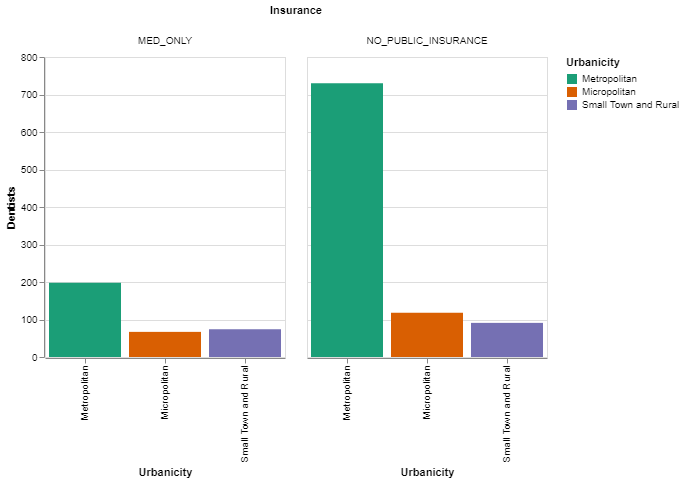 Insurance
MED_ONLY
NO_PUBLIC_INSURANCE
Dentists
800
700
600
500
400
300
200
100
0
Metropolitan
Micropolitan
Small Town and Rural
Urbanicity
Metropolitan
Micropolitan
Small Town and Rural
Urbanicity
Urbanicity
Metropolitan
Micropolitan
Small Town and Rural